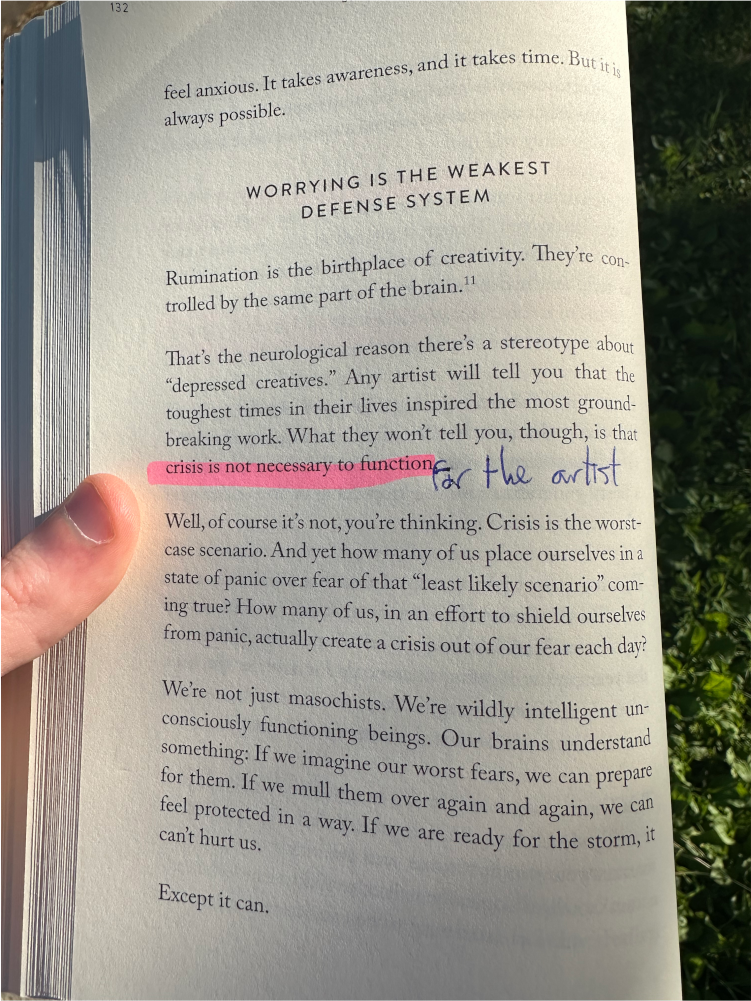 132
feel anxious. It takes awareness, and it takes time. But it is
always possible.
WORRYING IS THE WEAKEST
DEFENSE SYSTEM
Rumination is the birthplace of creativity. They’re con-
trolled by the same part of the brain.¹¹
That’s the neurological reason there’s a stereotype about
“depressed creatives.” Any artist will tell you that the
toughest times in their lives inspired the most ground-
breaking work. What they won’t tell you, though, is that
crisis is not necessary to function. for the artist
Well, of course it’s not, you’re thinking. Crisis is the worst-
case scenario. And yet how many of us place ourselves in a
state of panic over fear of that “least likely scenario” com-
ing true? How many of us, in an effort to shield ourselves
from panic, actually create a crisis out of our fear each day?
We’re not just masochists. We’re wildly intelligent un-
consciously functioning beings. Our brains understand
something: If we imagine our worst fears, we can prepare
for them. If we mull them over again and again, we can
feel protected in a way. If we are ready for the storm, it
can’t hurt us.
Except it can.